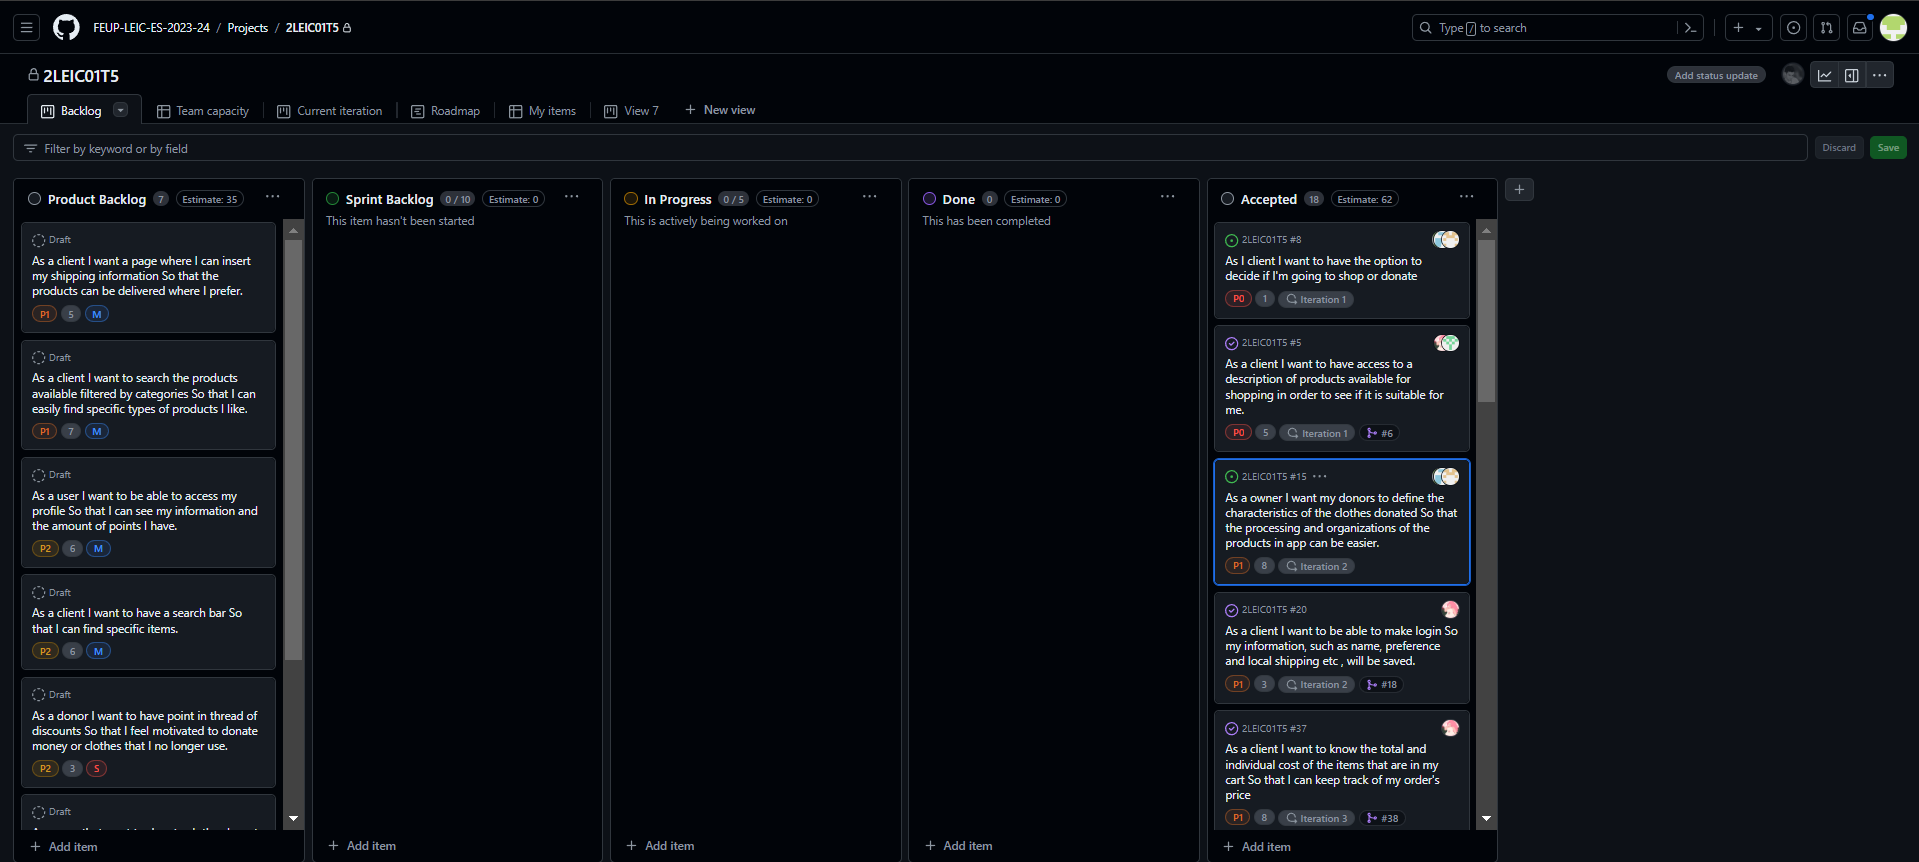 FEUP-LEIC-ES-2023-24 / Projects / 2LEIC01T5
Type / to search
2LEIC01T5
Add status update
Backlog
Team capacity
Current iteration
Roadmap
My items
View 7
+ New view
Filter by keyword or by field
Discard
Save
Product Backlog 7 Estimate: 35
Draft
As a client I want a page where I can insert
my shipping information So that the
products can be delivered where I prefer.
P1 5 M
Draft
As a client I want to search the products
available filtered by categories So that I can
easily find specific types of products I like.
P1 7 M
Draft
As a user I want to be able to access my
profile So that I can see my information and
the amount of points I have.
P2 6 M
Draft
As a client I want to have a search bar So
that I can find specific items.
P2 6 M
Draft
As a donor I want to have point in thread of
discounts So that I feel motivated to donate
money or clothes that I no longer use.
P2 3 S
Draft
+ Add item
Sprint Backlog 0 / 10 Estimate: 0
This item hasn't been started
+ Add item
In Progress 0 / 5 Estimate: 0
This is actively being worked on
+ Add item
Done 0 Estimate: 0
This has been completed
+ Add item
Accepted 18 Estimate: 62
2LEIC01T5 #8
As I client I want to have the option to
decide if I'm going to shop or donate
P0 1 Iteration 1
2LEIC01T5 #5
As a client I want to have access to a
description of products available for
shopping in order to see if it is suitable for
me.
P0 5 Iteration 1 #6
2LEIC01T5 #15
As a owner I want my donors to define the
characteristics of the clothes donated So that
the processing and organizations of the
products in app can be easier.
P1 8 Iteration 2
2LEIC01T5 #20
As a client I want to be able to make login So
my information, such as name, preference
and local shipping etc , will be saved.
P1 3 Iteration 2 #18
2LEIC01T5 #37
As a client I want to know the total and
individual cost of the items that are in my
cart So that I can keep track of my order's
price
P1 8 Iteration 3 #38
+ Add item